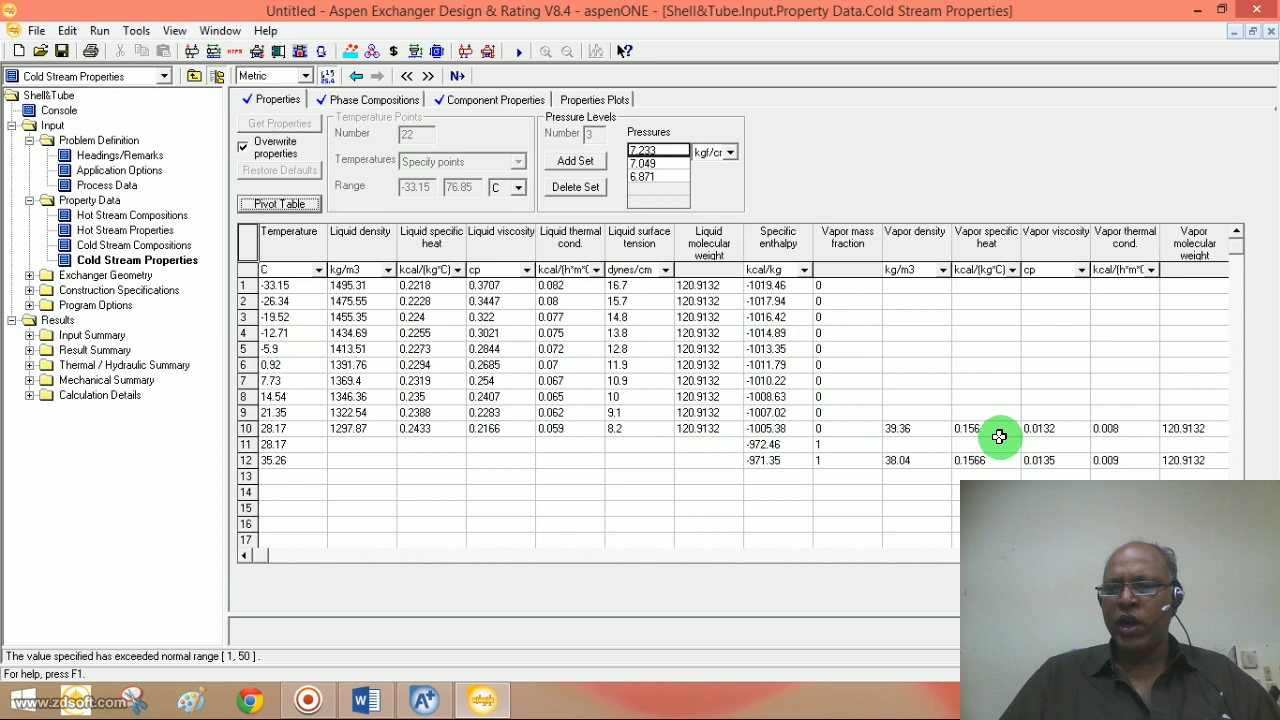 Untitled - Aspen Exchanger Design & Rating V8.4 - aspenONE - [Shell&Tube.Input.Property Data.Cold Stream Properties]
File Edit View Run Tools View Window Help
Cold Stream Properties Metric
Shell&Tube
Console
Input
Problem Definition
Headings/Remarks
Application Options
Process Data
Property Data
Hot Stream Compositions
Hot Stream Properties
Cold Stream Compositions
Cold Stream Properties
Exchanger Geometry
Construction Specifications
Program Options
Results
Input Summary
Result Summary
Thermal / Hydraulic Summary
Mechanical Summary
Calculation Details
Properties Phase Compositions Component Properties Properties Plots
Get Properties
Overwrite properties
Restore Defaults
Pivot Table
Temperature Points
Number 22
Temperatures Specify points
Range -33.15 76.85 C
Pressure Levels
Number 3
Add Set
Delete Set
Pressures
7.233 kgf/cr
7.049
6.871
Temperature Liquid density Liquid specific heat Liquid viscosity Liquid thermal cond. Liquid surface tension Liquid molecular weight Specific enthalpy Vapor mass fraction Vapor density Vapor specific heat Vapor viscosity Vapor thermal cond. Vapor molecular weight
C kg/m3 kcal/(kg*C) cp kcal/(h*m*( dynes/cm kcal/kg kg/m3 kcal/(kg*C) cp kcal/(h*m*(
1 -33.15 1495.31 0.2218 0.3707 0.082 16.7 120.9132 -1019.46 0
2 -26.34 1475.55 0.2228 0.3447 0.08 15.7 120.9132 -1017.94 0
3 -19.52 1455.35 0.224 0.322 0.077 14.8 120.9132 -1016.42 0
4 -12.71 1434.69 0.2255 0.3021 0.075 13.8 120.9132 -1014.89 0
5 -5.9 1413.51 0.2273 0.2844 0.072 12.8 120.9132 -1013.35 0
6 0.92 1391.76 0.2294 0.2685 0.07 11.9 120.9132 -1011.79 0
7 7.73 1369.4 0.2319 0.254 0.067 10.9 120.9132 -1010.22 0
8 14.54 1346.36 0.235 0.2407 0.065 10 120.9132 -1008.63 0
9 21.35 1322.54 0.2388 0.2283 0.062 9.1 120.9132 -1007.02 0
10 28.17 1297.87 0.2433 0.2166 0.059 8.2 120.9132 -1005.38 0 39.36 0.156 0.0132 0.008 120.9132
11 28.17 -972.46 1
12 35.26 -971.35 1 38.04 0.1566 0.0135 0.009 120.9132
13
14
15
16
17
The value specified has exceeded normal range [ 1, 50 ] .
For help, press F1.
www.zdsoft.com